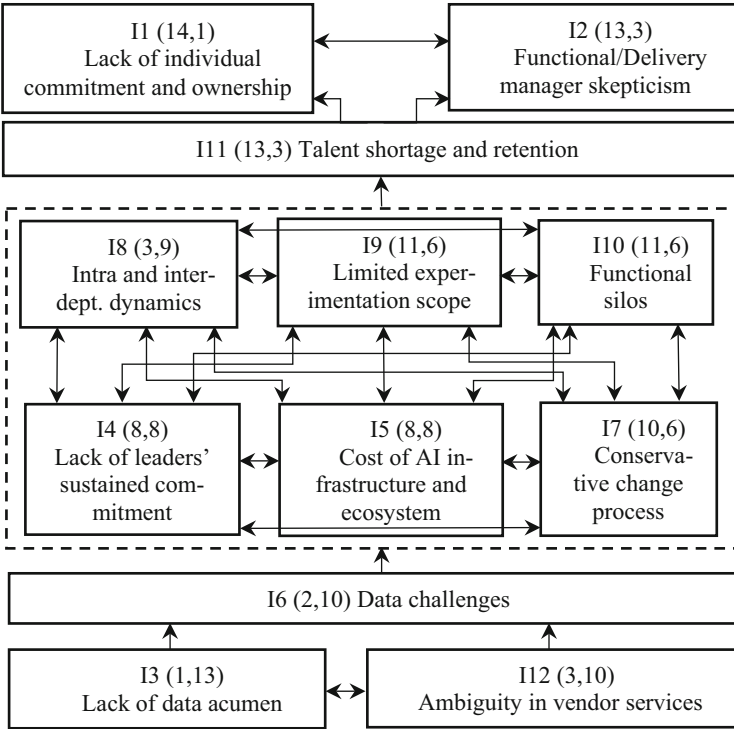 I1 (14,1)
Lack of individual
commitment and ownership
I2 (13,3)
Functional/Delivery
manager skepticism
I11 (13,3) Talent shortage and retention
I8 (3,9)
Intra and inter-
dept. dynamics
I9 (11,6)
Limited exper-
imentation scope
I10 (11,6)
Functional
silos
I4 (8,8)
Lack of leaders’
sustained com-
mitment
I5 (8,8)
Cost of AI in-
frastructure and
ecosystem
I7 (10,6)
Conserva-
tive change
process
I6 (2,10) Data challenges
I3 (1,13)
Lack of data acumen
I12 (3,10)
Ambiguity in vendor services